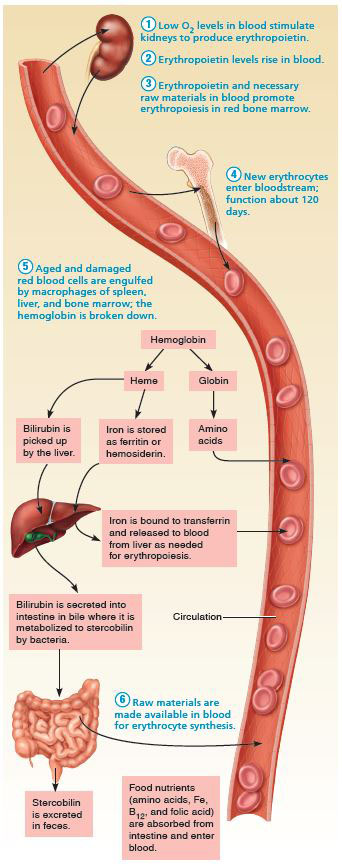 ① Low O₂ levels in blood stimulate
kidneys to produce erythropoietin.
② Erythropoietin levels rise in blood.
③ Erythropoietin and necessary
raw materials in blood promote
erythropoiesis in red bone marrow.
④ New erythrocytes
enter bloodstream;
function about 120
days.
⑤ Aged and damaged
red blood cells are engulfed
by macrophages of spleen,
liver, and bone marrow; the
hemoglobin is broken down.
Hemoglobin
Heme
Globin
Bilirubin is
picked up
by the liver.
Iron is stored
as ferritin or
hemosiderin.
Amino
acids
Iron is bound to transferrin
and released to blood
from liver as needed
for erythropoiesis.
Bilirubin is secreted into
intestine in bile where it is
metabolized to stercobilin
by bacteria.
Circulation
⑥ Raw materials are
made available in blood
for erythrocyte synthesis.
Stercobilin
is excreted
in feces.
Food nutrients
(amino acids, Fe,
B₁₂, and folic acid)
are absorbed from
intestine and enter
blood.